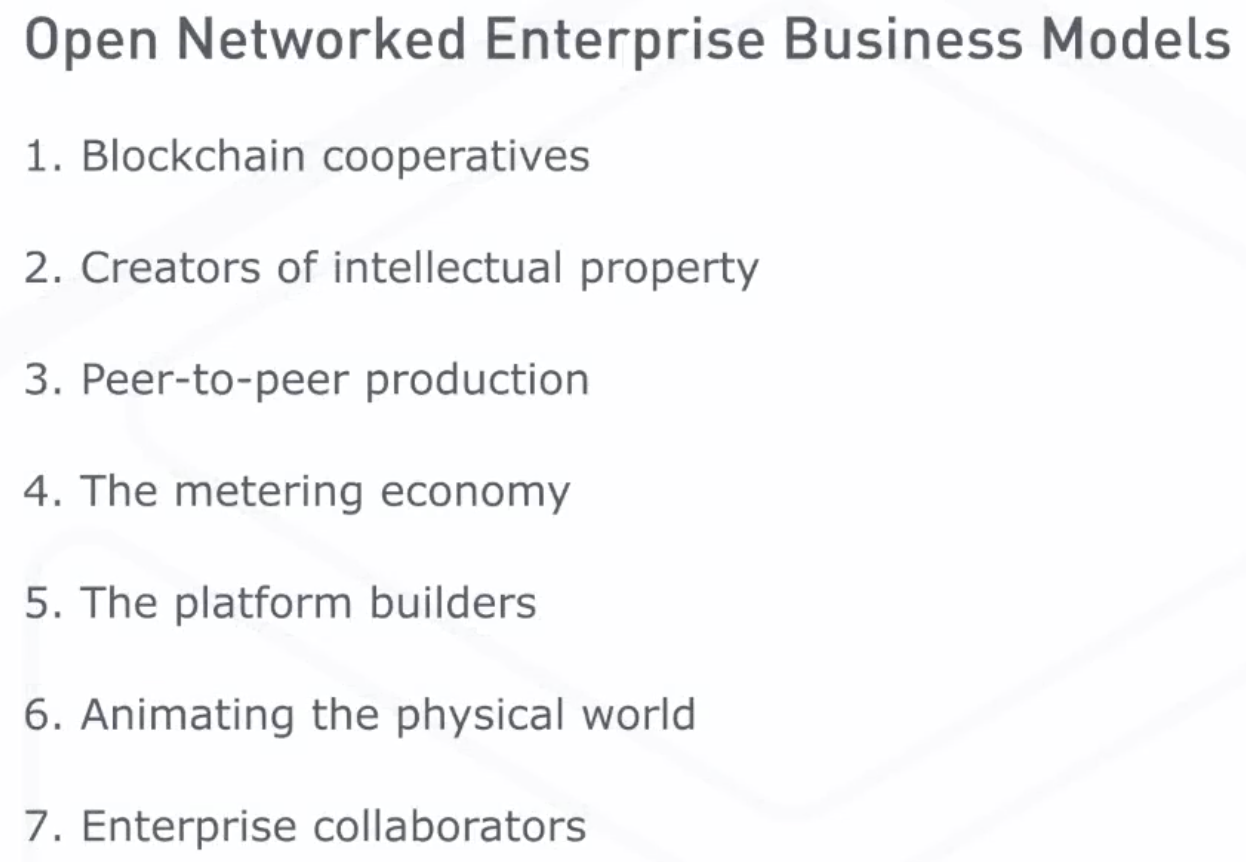 Open Networked Enterprise Business Models
1. Blockchain cooperatives
2. Creators of intellectual property
3. Peer-to-peer production
4. The metering economy
5. The platform builders
6. Animating the physical world
7. Enterprise collaborators